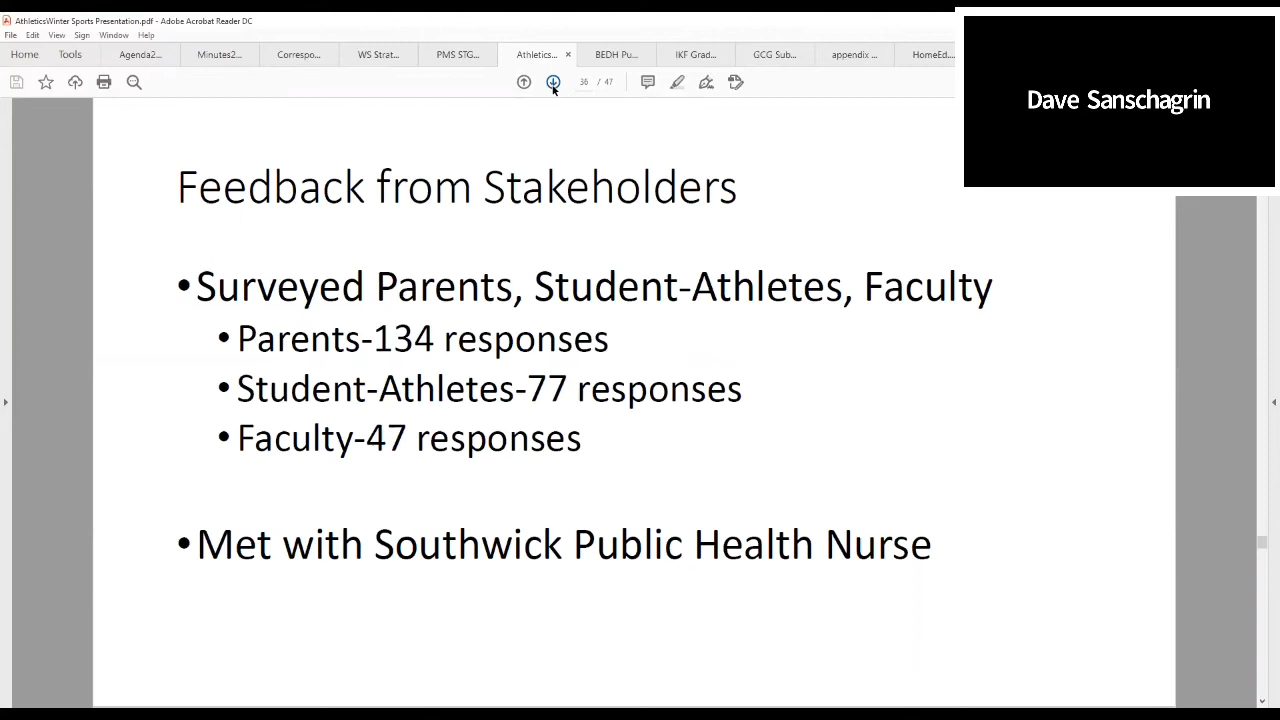 AthleticsWinter Sports Presentation.pdf - Adobe Acrobat Reader DC
File Edit View Sign Window Help
Home Tools Agenda2... Minutes2... Correspo... WS Strat... PMS STG... Athletics... × BEDH Pu... IKF Grad... GCG Sub... appendix ... HomeEd...
36 / 47
Dave Sanschagrin
Feedback from Stakeholders
•Surveyed Parents, Student-Athletes, Faculty
•Parents-134 responses
•Student-Athletes-77 responses
•Faculty-47 responses
•Met with Southwick Public Health Nurse